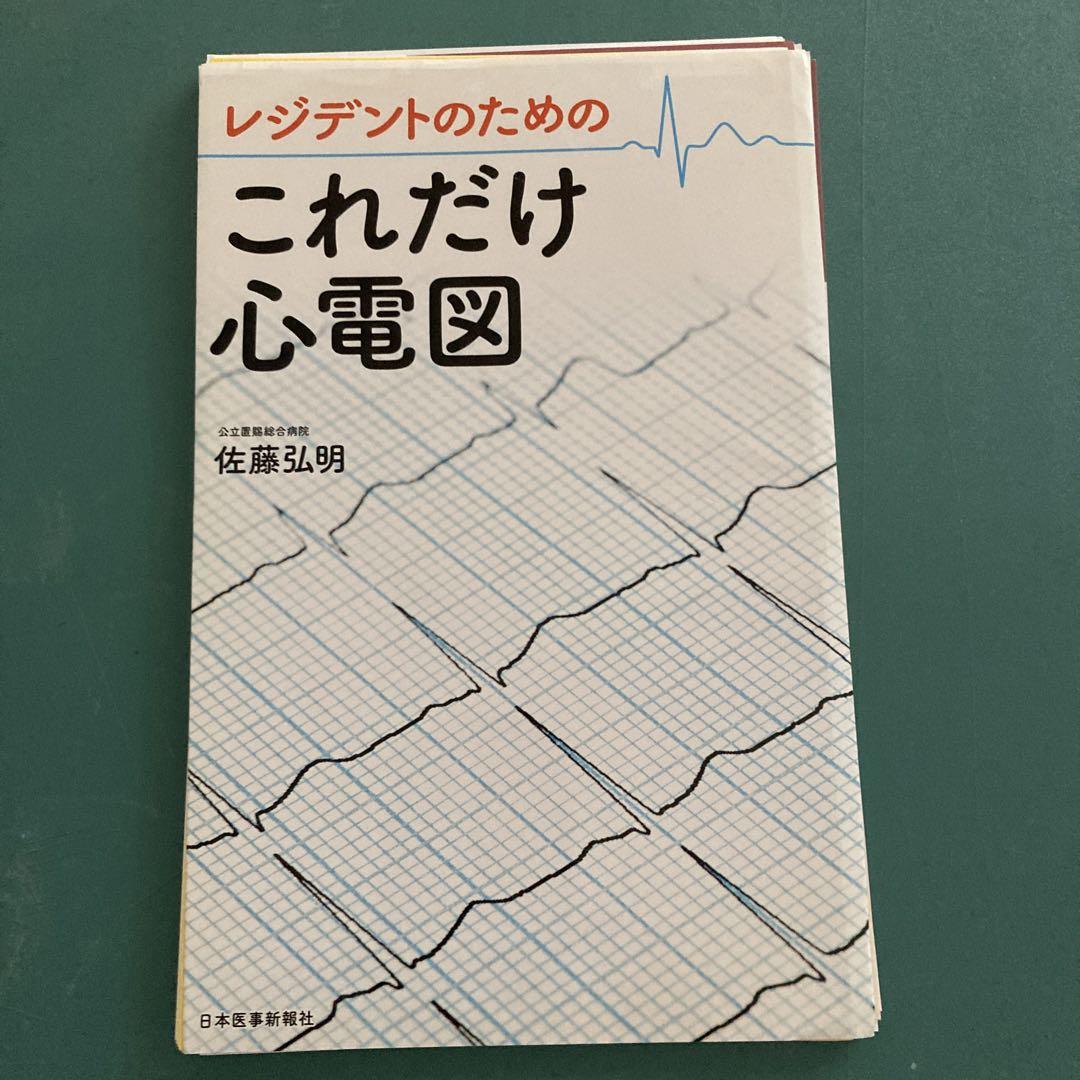 レジデントのための
これだけ
心電図
公立置賜総合病院
佐藤弘明
日本医事新報社